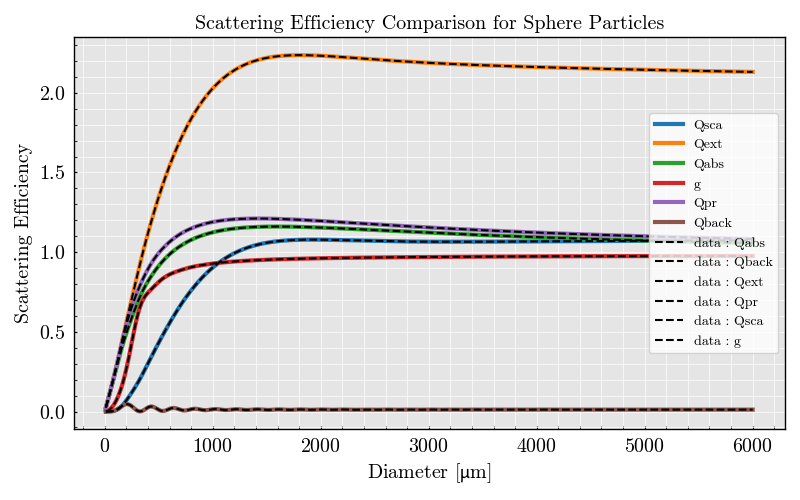 Scattering Efficiency Comparison for Sphere Particles
Scattering Efficiency
2.0
1.5
1.0
0.5
0.0
Qsca
Qext
Qabs
g
Qpr
Qback
data : Qabs
data : Qback
data : Qext
data : Qpr
data : Qsca
data : g
0 1000 2000 3000 4000 5000 6000
Diameter [µm]